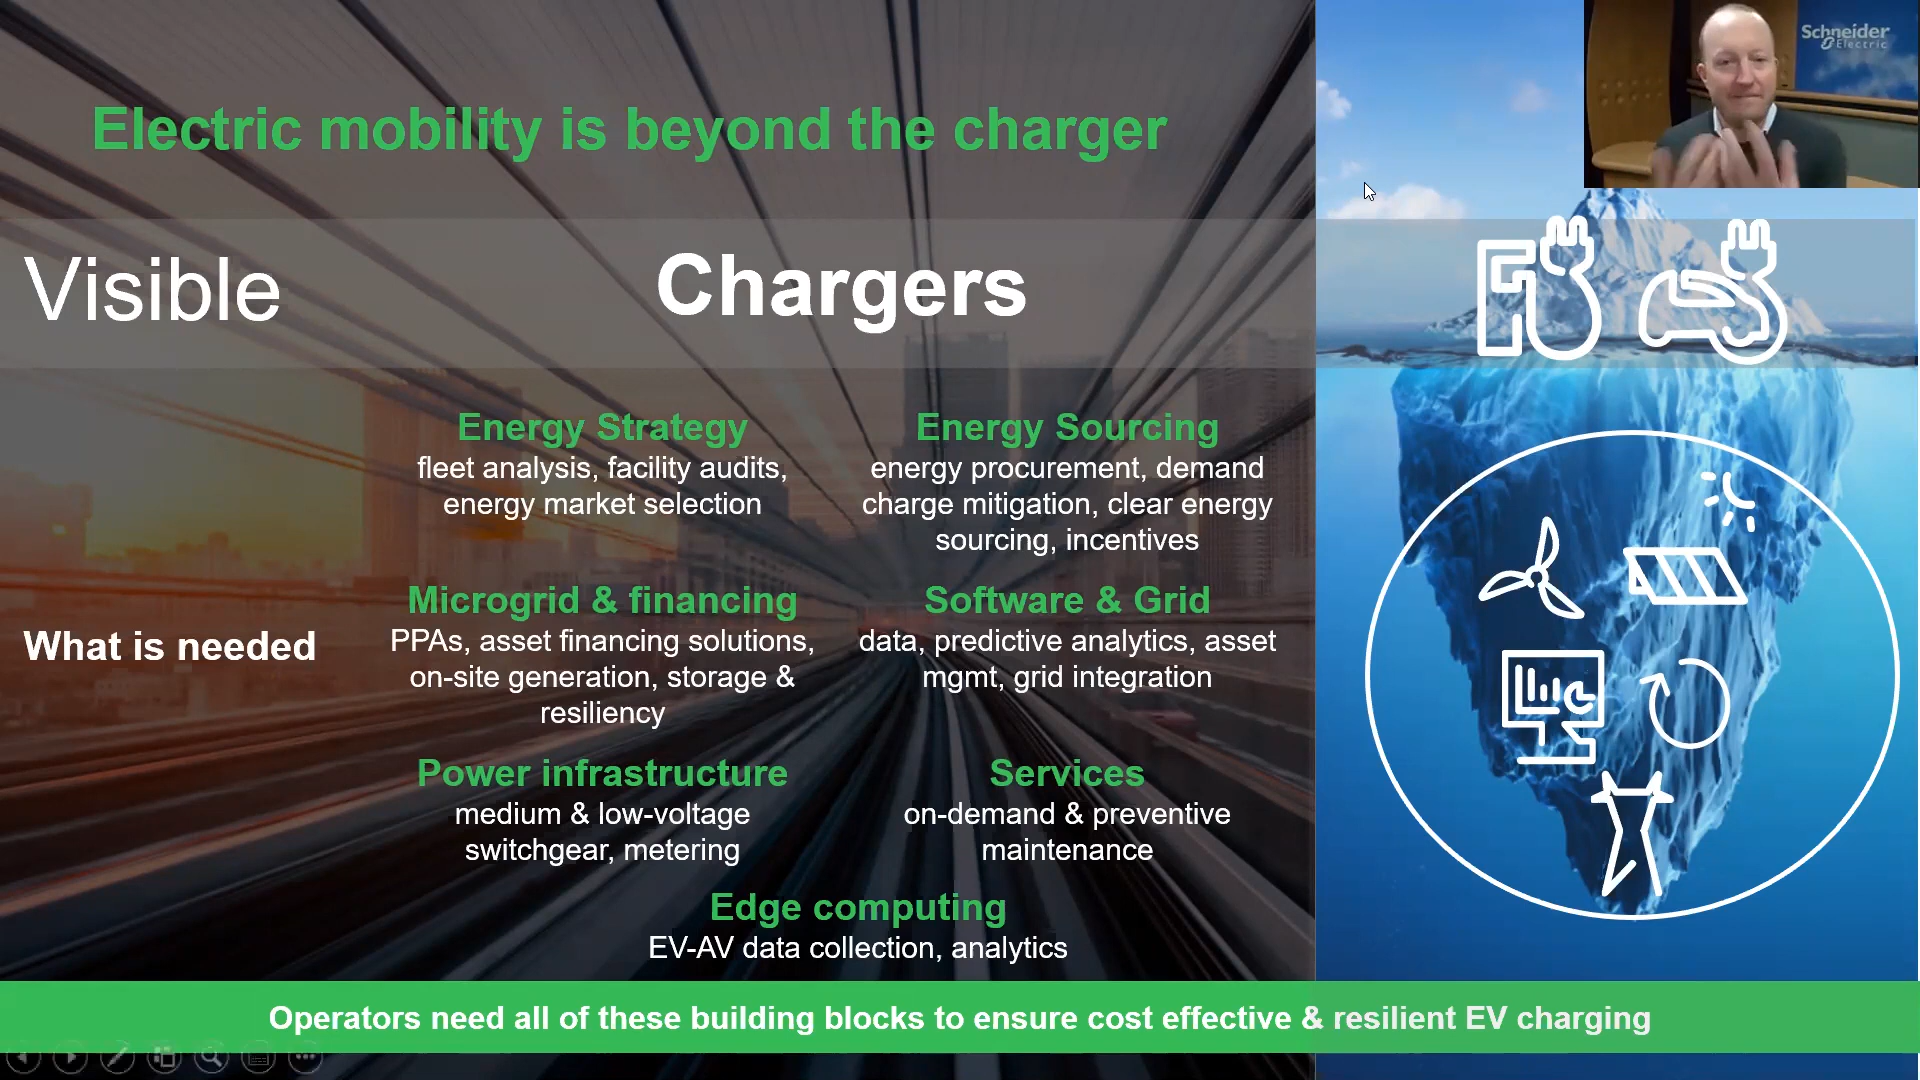 Schneider
Electric
Electric mobility is beyond the charger
Visible
Chargers
Energy Strategy
fleet analysis, facility audits,
energy market selection
Energy Sourcing
energy procurement, demand
charge mitigation, clear energy
sourcing, incentives
What is needed
Microgrid & financing
PPAs, asset financing solutions,
on-site generation, storage &
resiliency
Software & Grid
data, predictive analytics, asset
mgmt, grid integration
Power infrastructure
medium & low-voltage
switchgear, metering
Services
on-demand & preventive
maintenance
Edge computing
EV-AV data collection, analytics
Operators need all of these building blocks to ensure cost effective & resilient EV charging